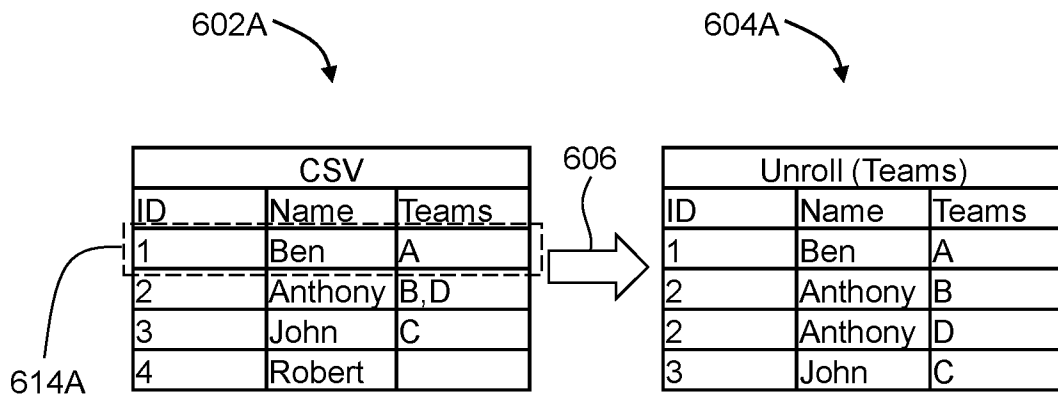 602A
604A
CSV
606
Unroll (Teams)
ID Name Teams
ID Name Teams
1 Ben A
1 Ben A
2 Anthony B,D
2 Anthony B
3 John C
2 Anthony D
4 Robert
3 John C
614A